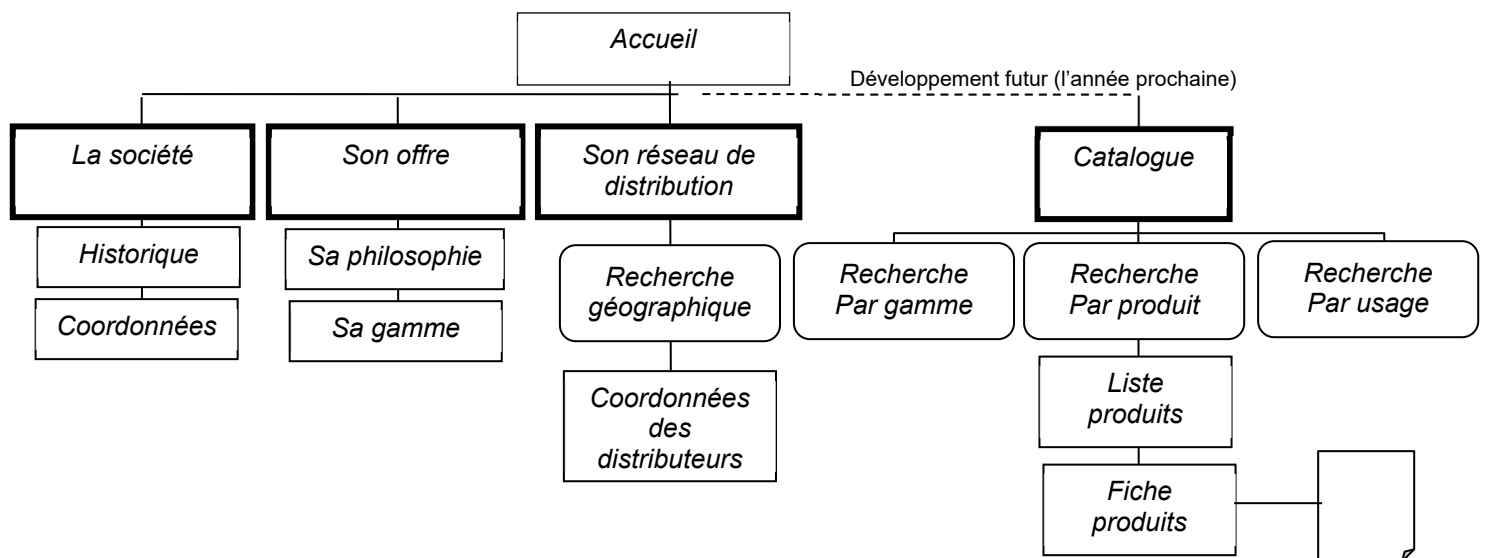 Accueil
Développement futur (l'année prochaine)
La société
Son offre
Son réseau de
distribution
Catalogue
Historique
Sa philosophie
Recherche
géographique
Recherche
Par gamme
Recherche
Par produit
Recherche
Par usage
Coordonnées
Sa gamme
Coordonnées
des
distributeurs
Liste
produits
Fiche
produits